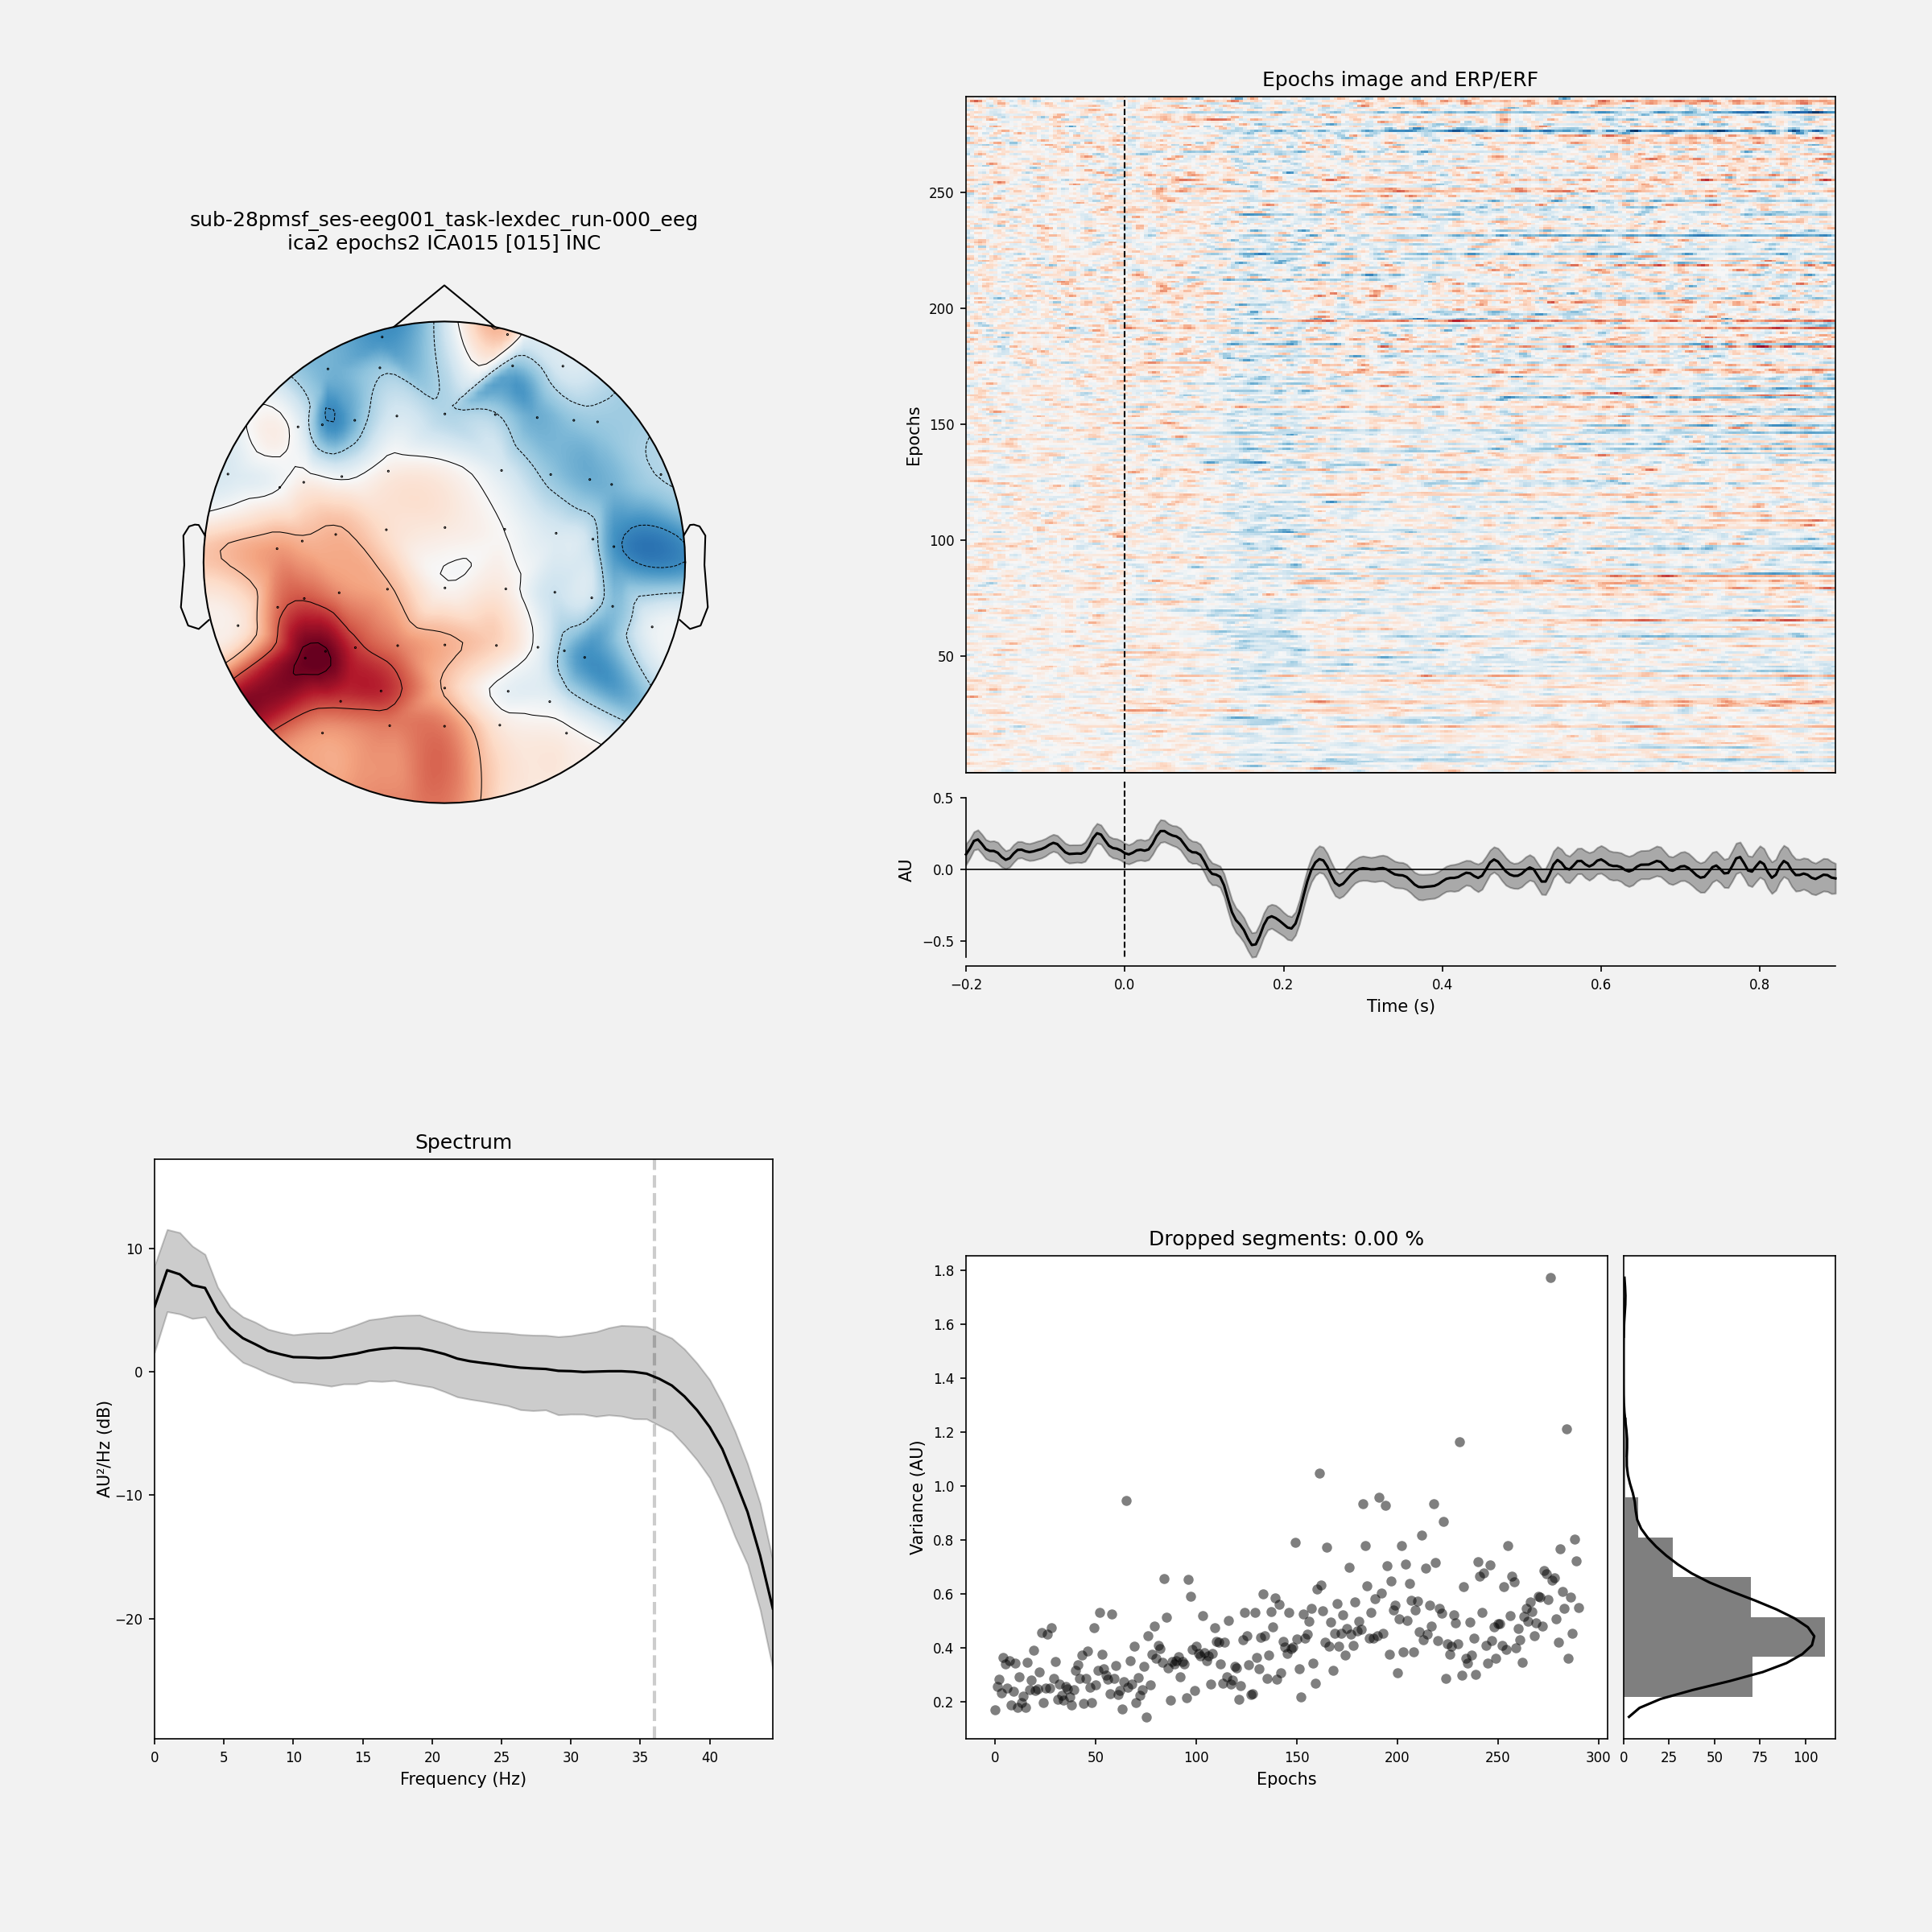 sub-28pmsf_ses-eeg001_task-lexdec_run-000_eeg
ica2 epochs2 ICA015 [015] INC
Epochs image and ERP/ERF
Epochs
250
200
150
100
50
AU
0.5
0.0
−0.5
−0.2 0.0 0.2 0.4 0.6 0.8
Time (s)
Spectrum
AU²/Hz (dB)
10
0
−10
−20
0 5 10 15 20 25 30 35 40
Frequency (Hz)
Dropped segments: 0.00 %
Variance (AU)
1.8
1.6
1.4
1.2
1.0
0.8
0.6
0.4
0.2
0 50 100 150 200 250 300
Epochs
0 25 50 75 100